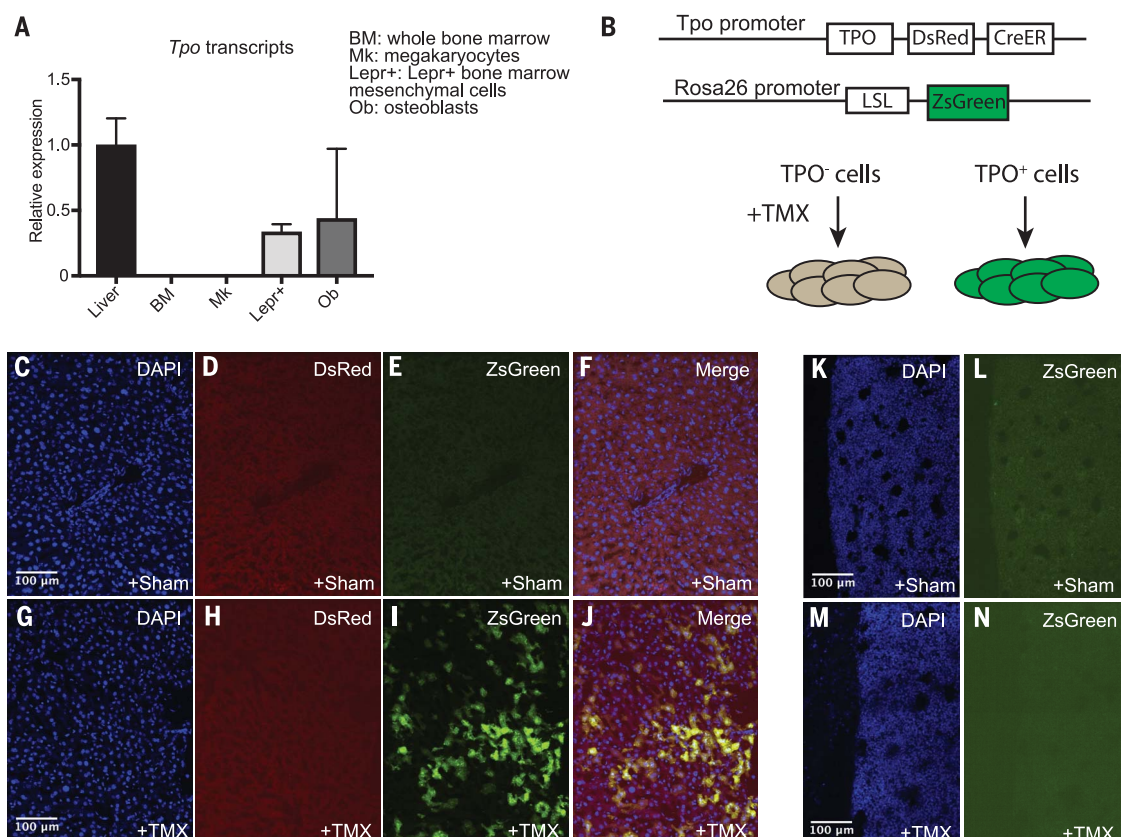 A
Tpo transcripts
BM: whole bone marrow
Mk: megakaryocytes
Lepr+: Lepr+ bone marrow
mesenchymal cells
Ob: osteoblasts
Relative expression
1.5
1.0
0.5
0
Liver
BM
Mk
Lepr+
Ob
B
Tpo promoter
TPO
DsRed
CreER
Rosa26 promoter
LSL
ZsGreen
TPO- cells
TPO+ cells
+TMX
C
DAPI
100 µm
+Sham
D
DsRed
+Sham
E
ZsGreen
+Sham
F
Merge
+Sham
K
DAPI
100 µm
+Sham
L
ZsGreen
+Sham
G
DAPI
100 µm
+TMX
H
DsRed
+TMX
I
ZsGreen
+TMX
J
Merge
+TMX
M
DAPI
100 µm
+TMX
N
ZsGreen
+TMX